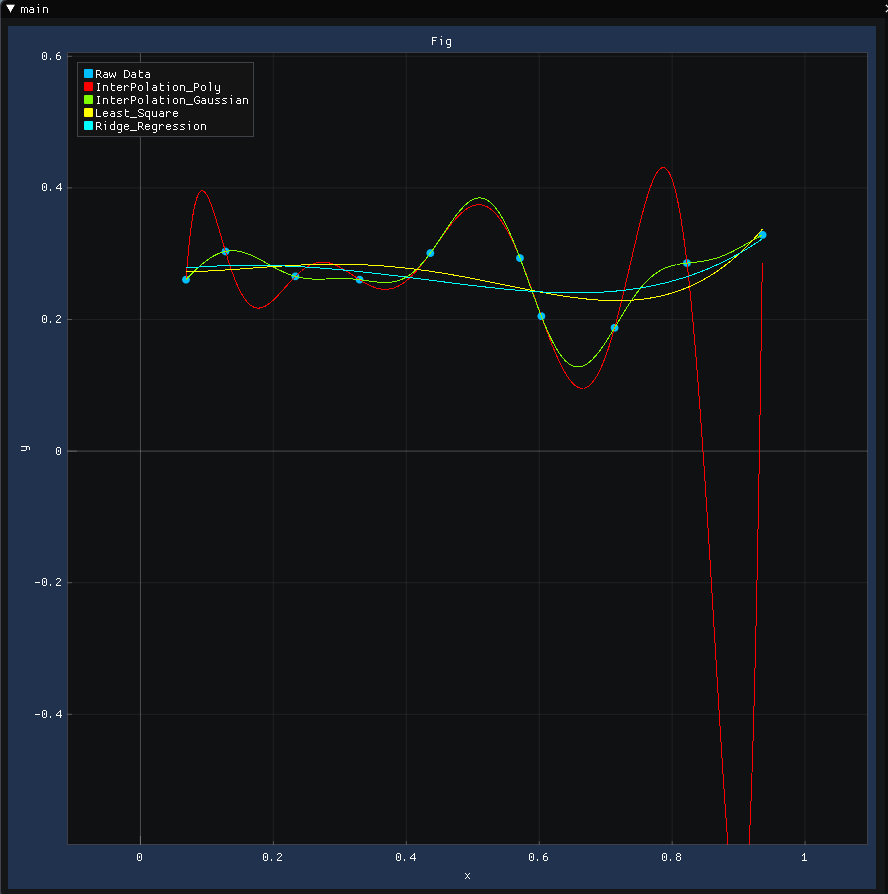 ▼ main
Fig
Raw Data
InterPolation_Poly
InterPolation_Gaussian
Least_Square
Ridge_Regression
0.6
0.4
0.2
0
-0.2
-0.4
y
0 0.2 0.4 0.6 0.8 1
x